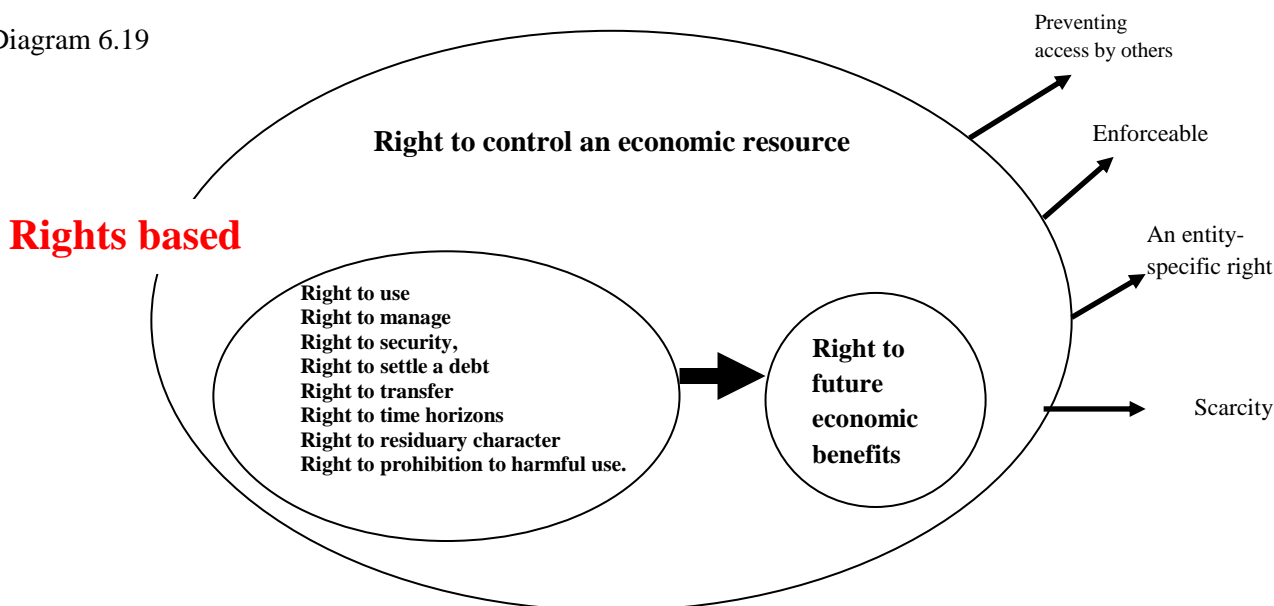 Diagram 6.19
Preventing
access by others
Right to control an economic resource
Enforceable
Rights based
An entity-
specific right
Right to use
Right to manage
Right to security,
Right to settle a debt
Right to transfer
Right to time horizons
Right to residuary character
Right to prohibition to harmful use.
Right to
future
economic
benefits
Scarcity